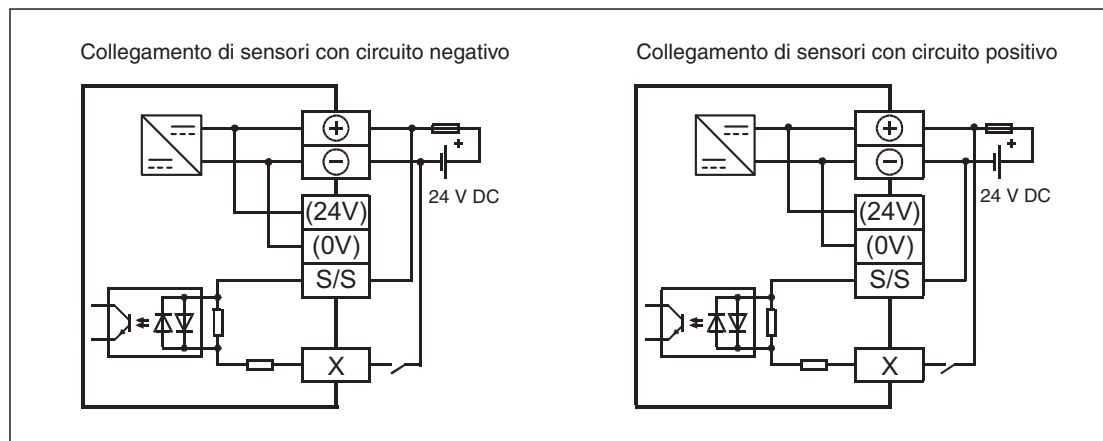 Collegamento di sensori con circuito negativo
+
−
+
24 V DC
(24V)
(0V)
S/S
X
Collegamento di sensori con circuito positivo
+
−
+
24 V DC
(24V)
(0V)
S/S
X